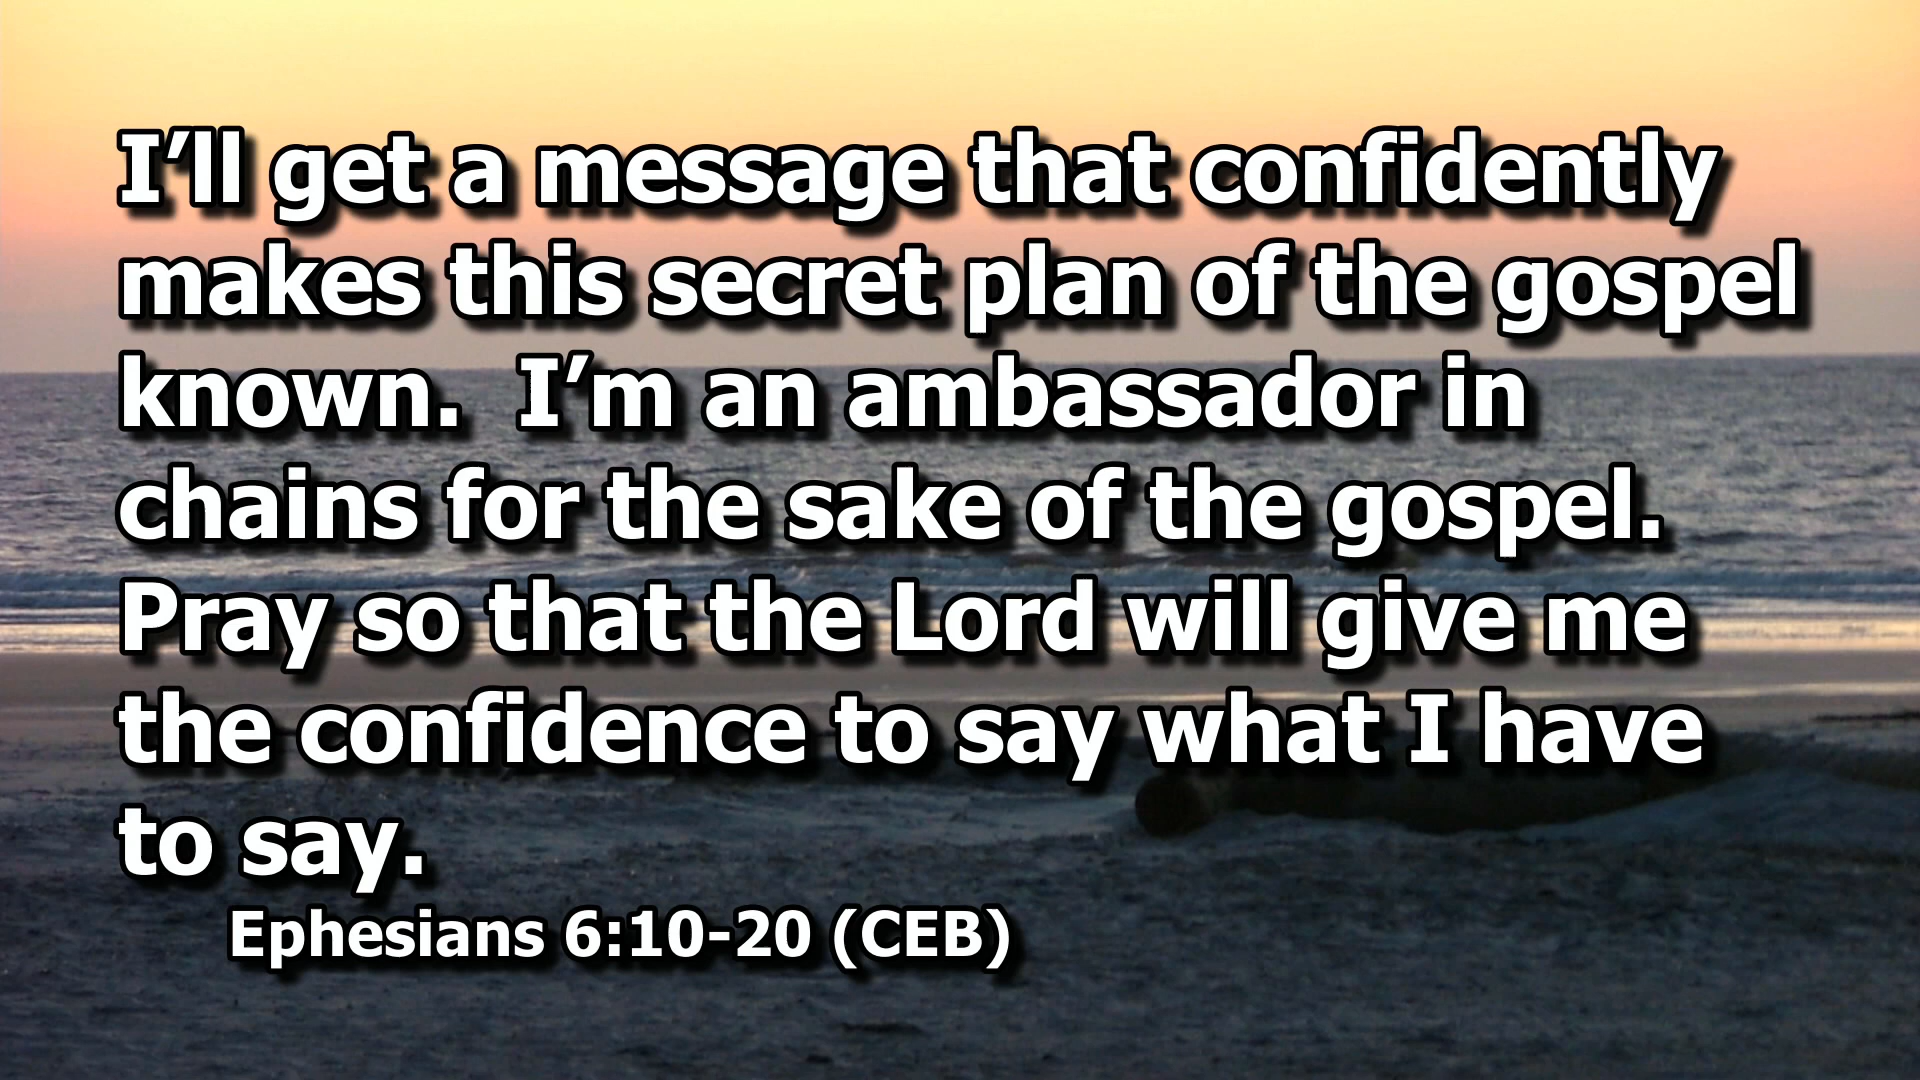 I’ll get a message that confidently
makes this secret plan of the gospel
known.  I’m an ambassador in
chains for the sake of the gospel.
Pray so that the Lord will give me
the confidence to say what I have
to say.
Ephesians 6:10-20 (CEB)